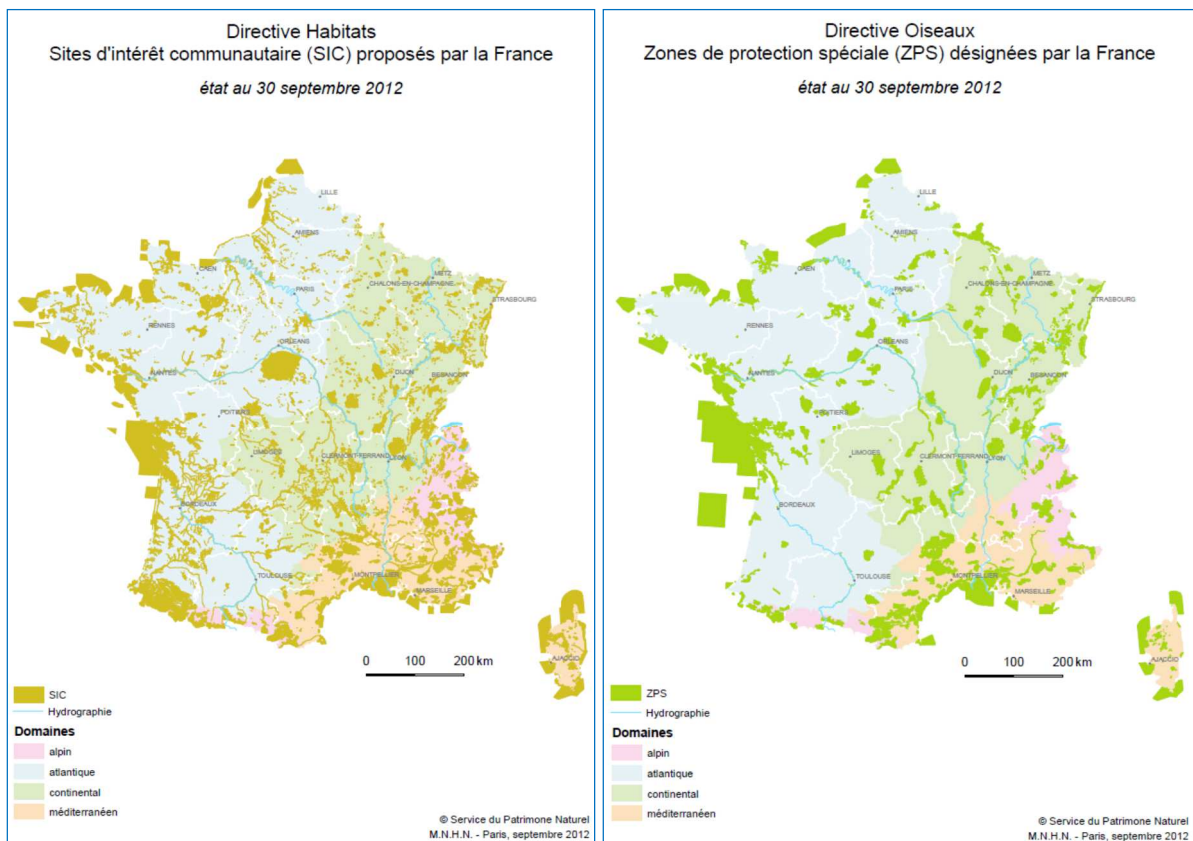 Directive Habitats
Sites d'intérêt communautaire (SIC) proposés par la France
état au 30 septembre 2012
LILLE
AMIENS
CAEN
PARIS
METZ
CHALONS-EN-CHAMPAGNE
STRASBOURG
RENNES
ORLEANS
NANTES
DIJON
BESANCON
POITIERS
LIMOGES
CLERMONT-FERRAND
LYON
BORDEAUX
TOULOUSE
MONTPELLIER
MARSEILLE
AJACCIO
0 100 200 km
SIC
Hydrographie
Domaines
alpin
atlantique
continental
méditerranéen
© Service du Patrimone Naturel
M.N.H.N. - Paris, septembre 2012
Directive Oiseaux
Zones de protection spéciale (ZPS) désignées par la France
état au 30 septembre 2012
LILLE
AMIENS
CAEN
PARIS
METZ
CHALONS-EN-CHAMPAGNE
STRASBOURG
RENNES
ORLEANS
NANTES
DIJON
BESANCON
POITIERS
LIMOGES
CLERMONT-FERRAND
LYON
BORDEAUX
TOULOUSE
MONTPELLIER
MARSEILLE
AJACCIO
0 100 200 km
ZPS
Hydrographie
Domaines
alpin
atlantique
continental
méditerranéen
© Service du Patrimone Naturel
M.N.H.N. - Paris, septembre 2012